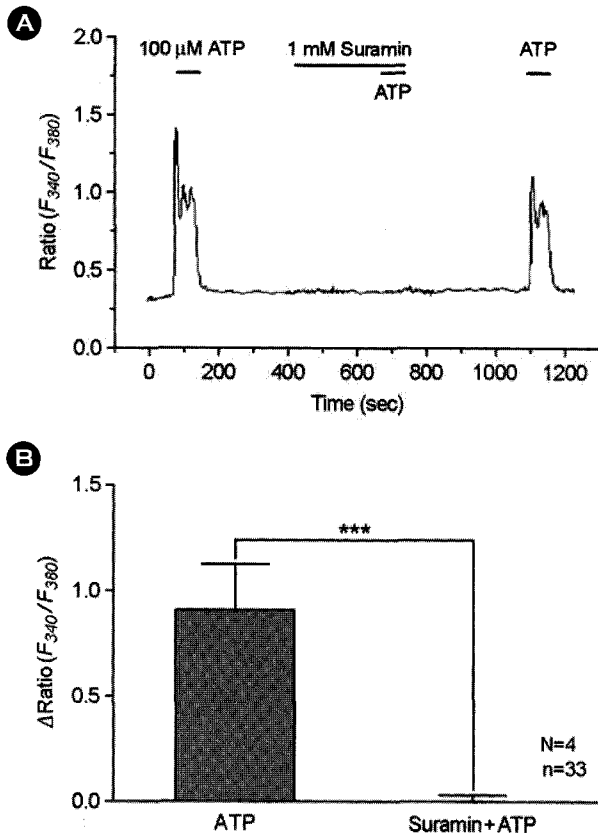 A
100 μM ATP
1 mM Suramin
ATP
ATP
2.0
1.5
1.0
0.5
0.0
Ratio (F340/F380)
0
200
400
600
800
1000
1200
Time (sec)
B
1.5
1.0
0.5
0.0
ΔRatio (F340/F380)
***
N=4
n=33
ATP
Suramin+ATP